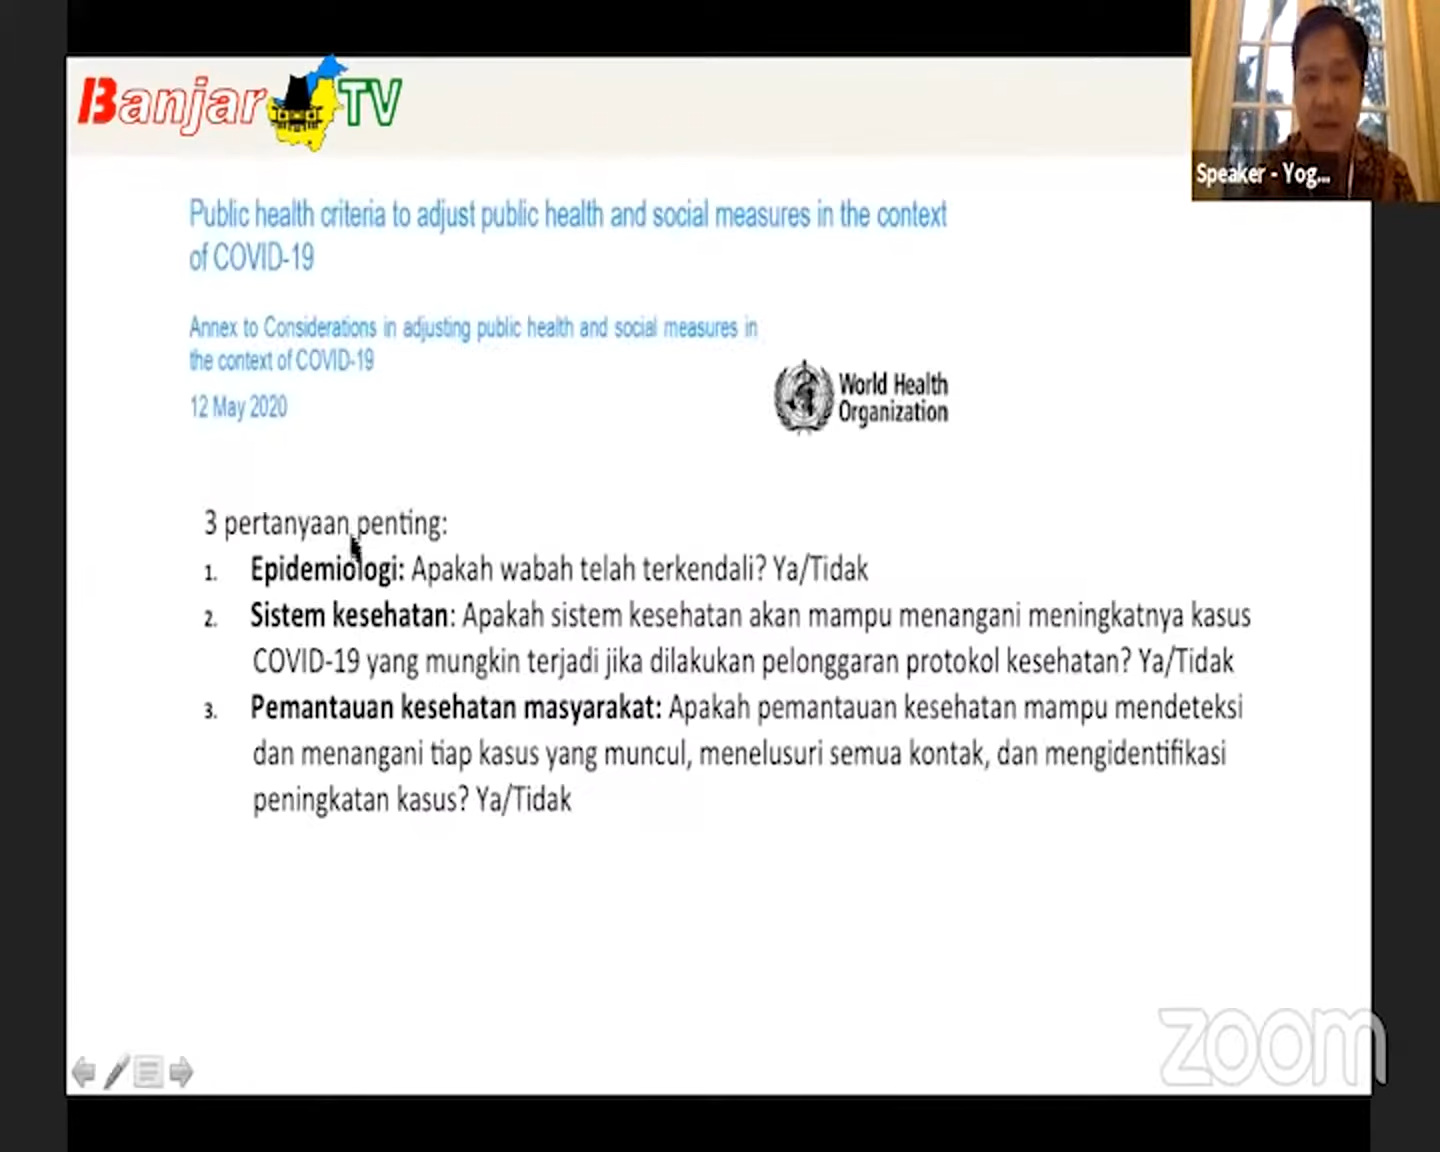 Banjar TV
Speaker - Yog...
Public health criteria to adjust public health and social measures in the context
of COVID-19
Annex to Considerations in adjusting public health and social measures in
the context of COVID-19
12 May 2020
World Health
Organization
3 pertanyaan penting:
1. Epidemiologi: Apakah wabah telah terkendali? Ya/Tidak
2. Sistem kesehatan: Apakah sistem kesehatan akan mampu menangani meningkatnya kasus
COVID-19 yang mungkin terjadi jika dilakukan pelonggaran protokol kesehatan? Ya/Tidak
3. Pemantauan kesehatan masyarakat: Apakah pemantauan kesehatan mampu mendeteksi
dan menangani tiap kasus yang muncul, menelusuri semua kontak, dan mengidentifikasi
peningkatan kasus? Ya/Tidak
zoom